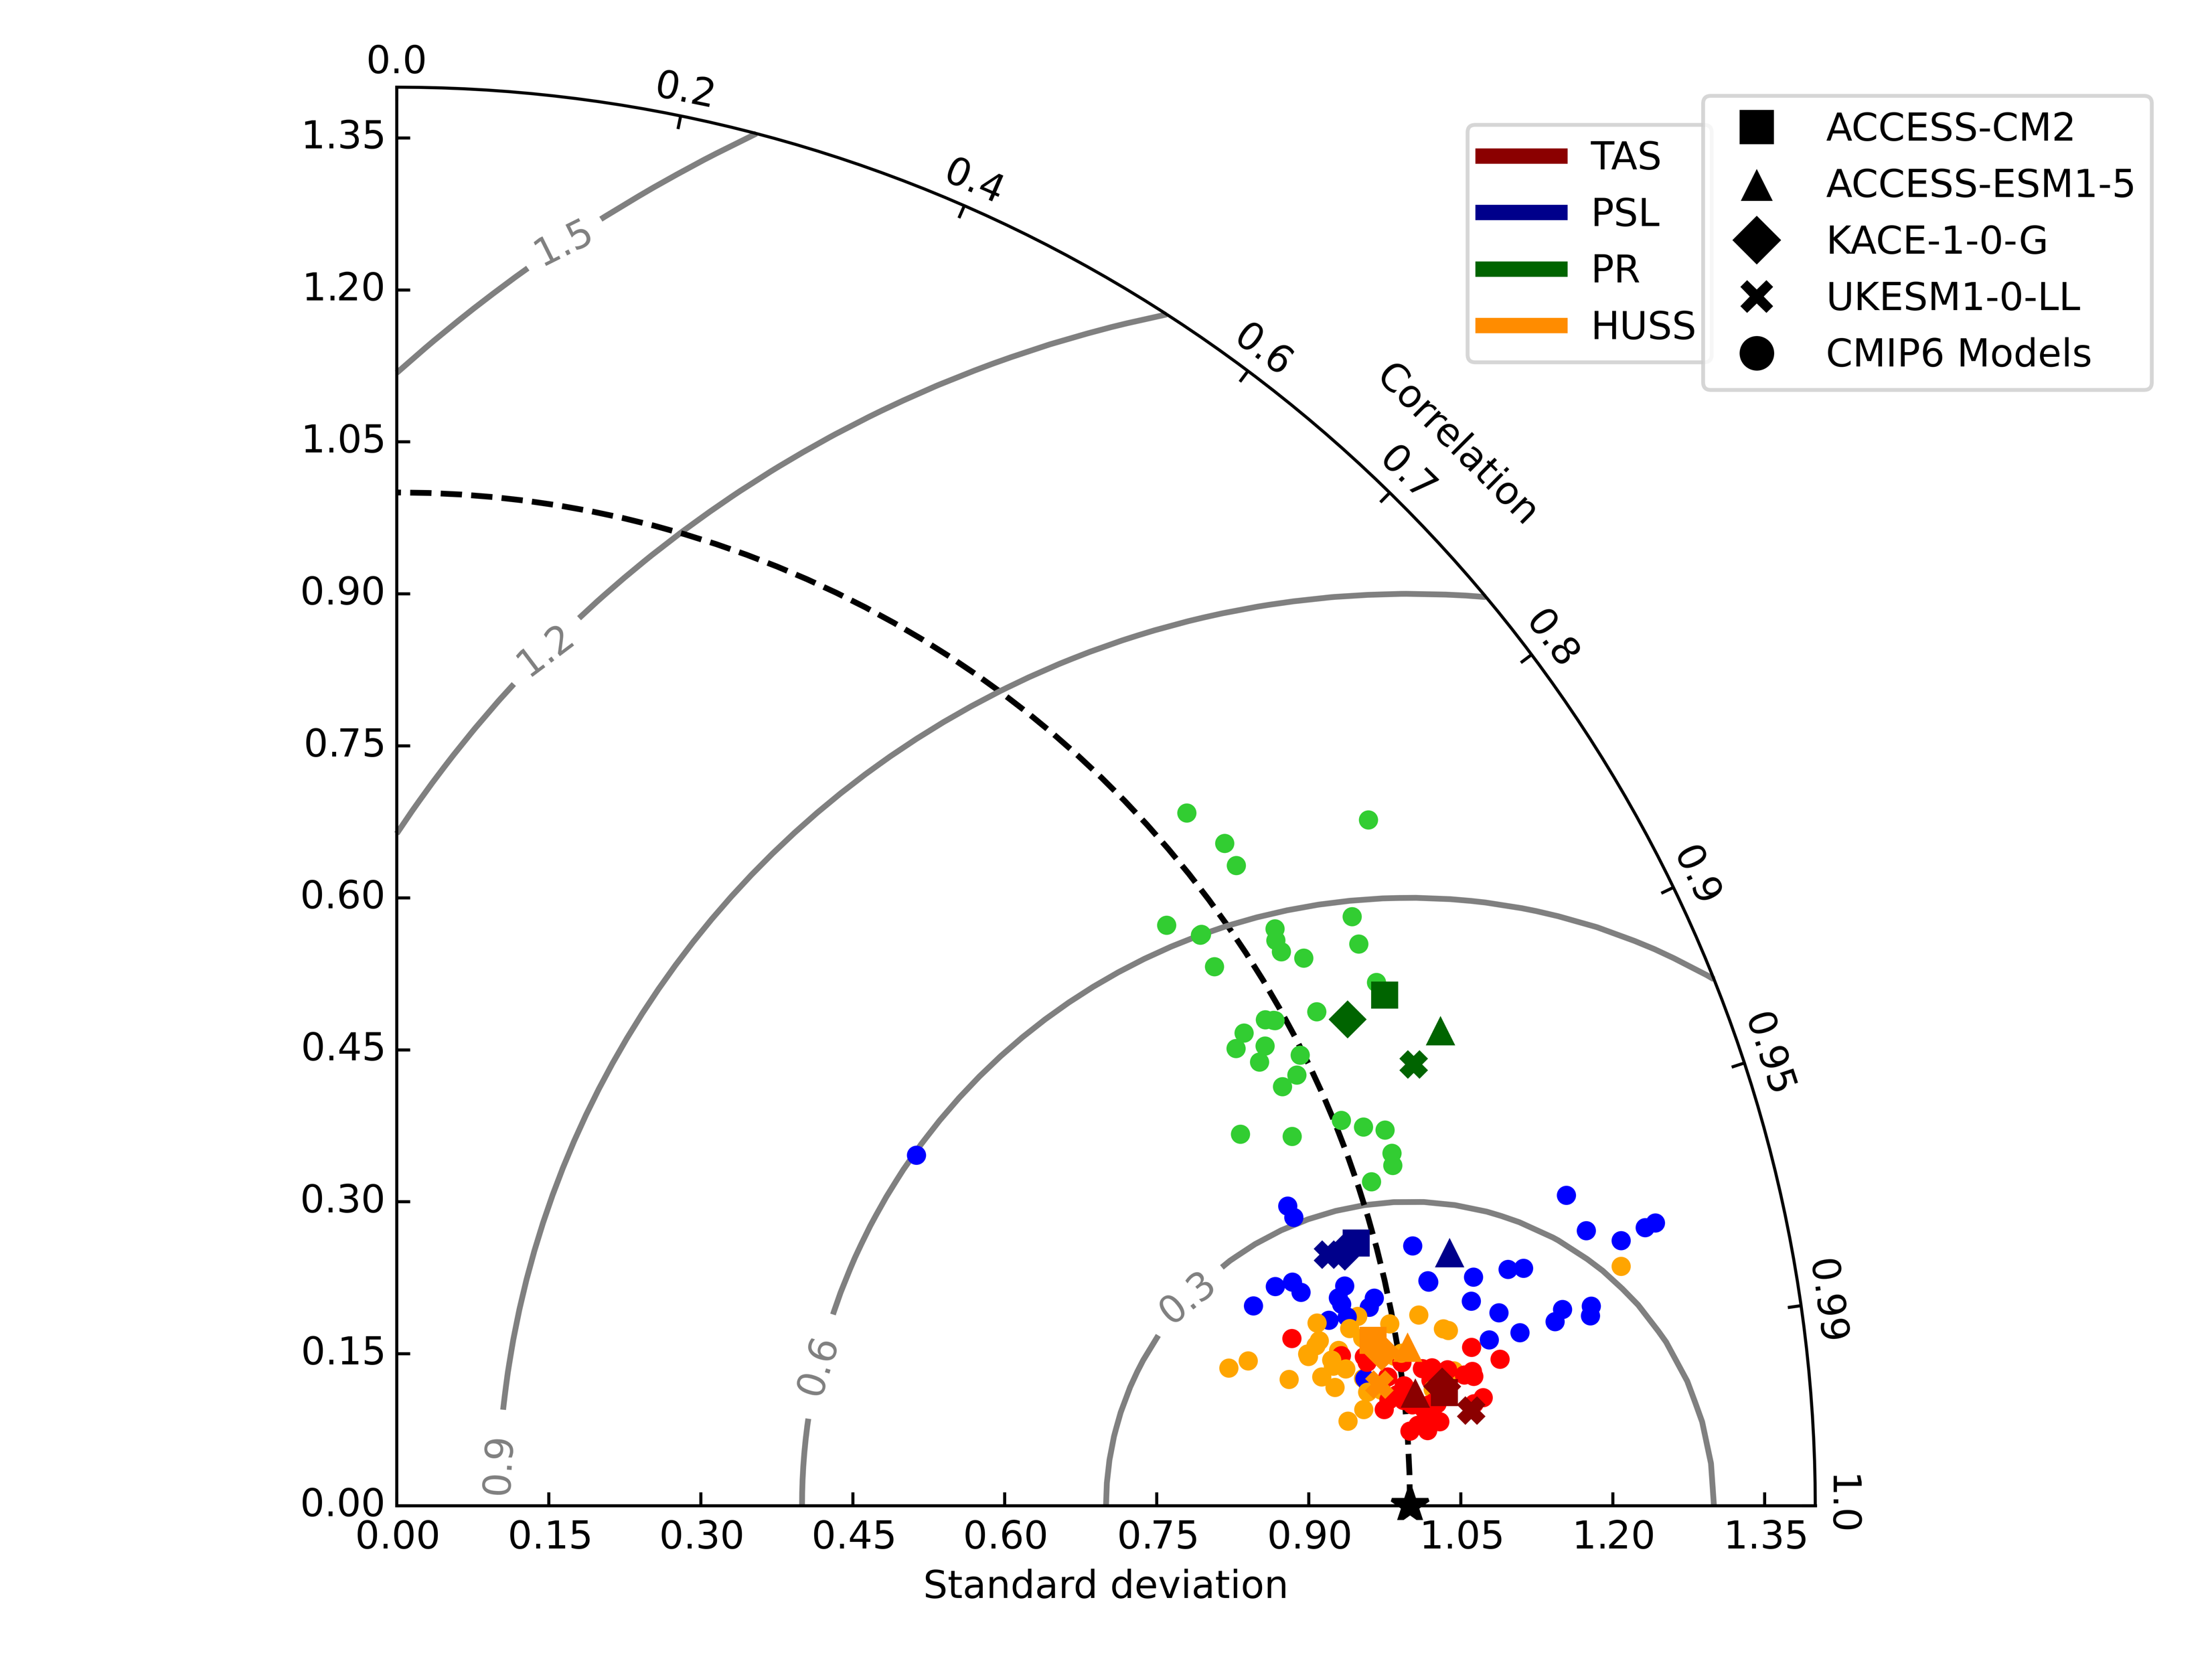 0.0
0.2
0.4
0.6
Correlation
0.7
0.8
0.9
0.95
0.99
1.0
TAS
PSL
PR
HUSS
ACCESS-CM2
ACCESS-ESM1-5
KACE-1-0-G
UKESM1-0-LL
CMIP6 Models
1.35
1.20
1.05
0.90
0.75
0.60
0.45
0.30
0.15
0.00
1.5
1.2
0.9
0.6
0.3
0.00 0.15 0.30 0.45 0.60 0.75 0.90 1.05 1.20 1.35
Standard deviation